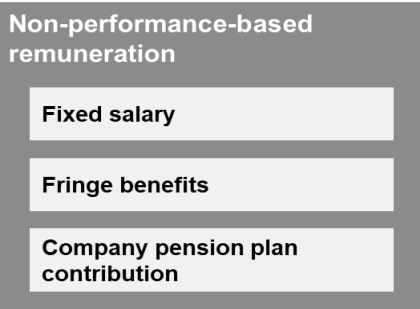 Non-performance-based
remuneration
Fixed salary
Fringe benefits
Company pension plan
contribution